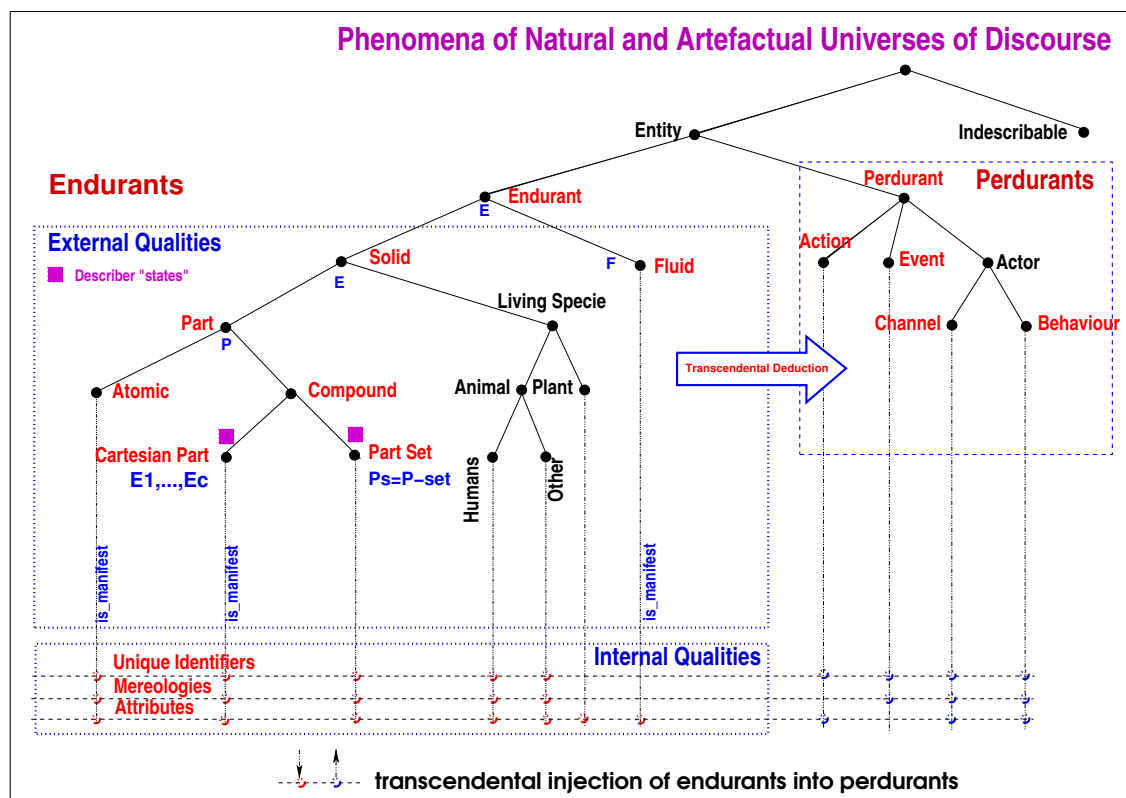 Phenomena of Natural and Artefactual Universes of Discourse
Entity
Indescribable
Endurants
Perdurant
Perdurants
Endurant
E
External Qualities
Describer "states"
Solid
E
F
Fluid
Action
Event
Actor
Living Specie
Part
P
Channel
Behaviour
Transcendental Deduction
Atomic
Compound
Animal
Plant
Cartesian Part
E1,...,Ec
Part Set
Ps=P-set
Humans
Other
is_manifest
is_manifest
is_manifest
Unique Identifiers
Internal Qualities
Mereologies
Attributes
transcendental injection of endurants into perdurants